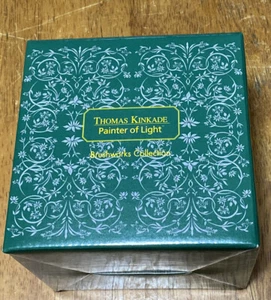 THOMAS KINKADE
Painter of Light
Brushworks Collection